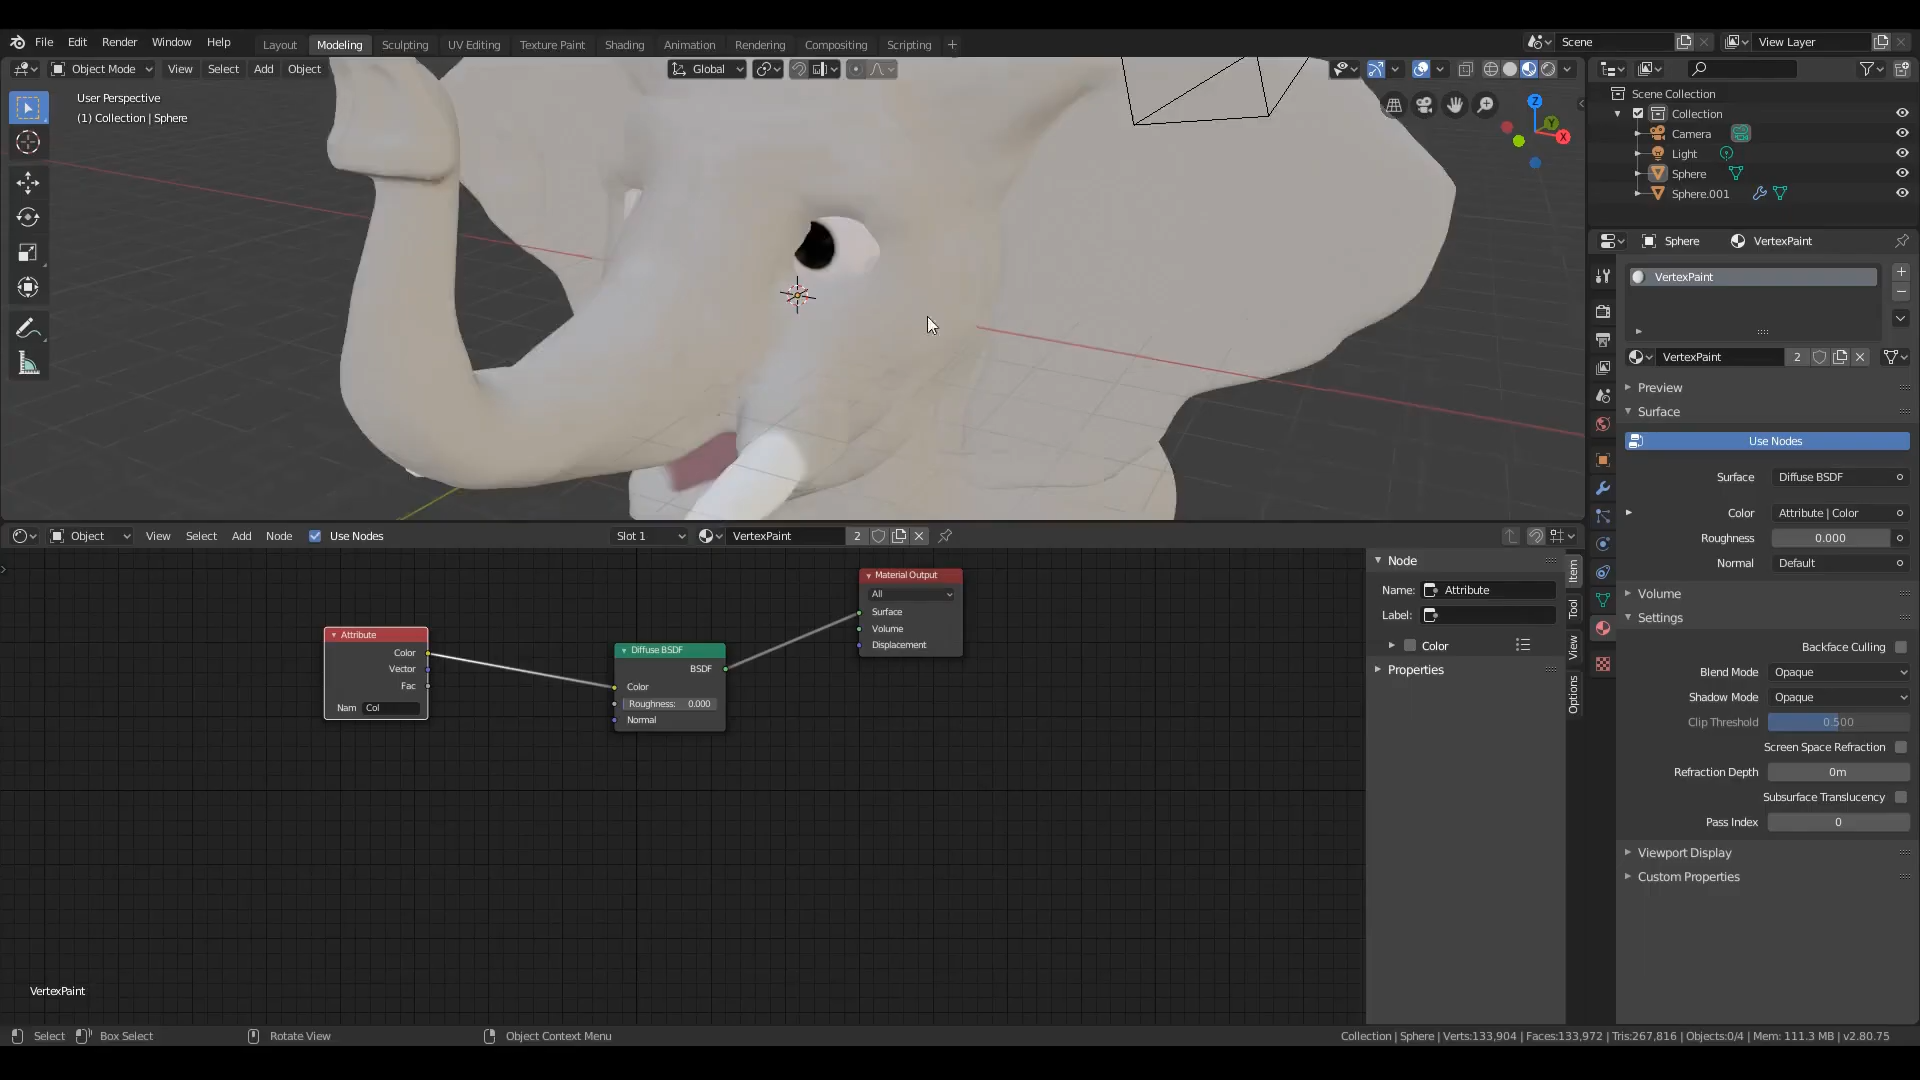 File Edit Render Window Help Layout Modeling Sculpting UV Editing Texture Paint Shading Animation Rendering Compositing Scripting + Scene View Layer
Object Mode View Select Add Object Global
User Perspective
(1) Collection | Sphere
Z
Y
X
Scene Collection
Collection
Camera
Light
Sphere
Sphere.001
Sphere VertexPaint
VertexPaint
VertexPaint 2
Preview
Surface
Use Nodes
Surface Diffuse BSDF
Color Attribute | Color
Roughness 0.000
Normal Default
Volume
Settings
Backface Culling
Blend Mode Opaque
Shadow Mode Opaque
Clip Threshold 0.500
Screen Space Refraction
Refraction Depth 0m
Subsurface Translucency
Pass Index 0
Viewport Display
Custom Properties
Object View Select Add Node Use Nodes Slot 1 VertexPaint 2
Attribute
Color
Vector
Fac
Nam Col
Diffuse BSDF
BSDF
Color
Roughness: 0.000
Normal
Material Output
All
Surface
Volume
Displacement
Node
Name: Attribute
Label:
Color
Properties
Item
Tool
View
Options
VertexPaint
Select Box Select Rotate View Object Context Menu Collection | Sphere | Verts:133,904 | Faces:133,972 | Tris:267,816 | Objects:0/4 | Mem: 111.3 MB | v2.80.75